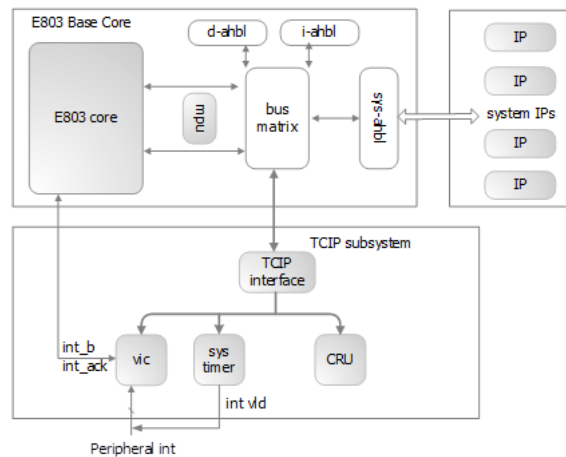 E803 Base Core
d-ahbl
i-ahbl
IP
IP
E803 core
mpu
bus
matrix
sys-ahbl
system IPs
IP
IP
TCIP subsystem
TCIP
interface
int_b
int_ack
vic
sys
timer
CRU
int vld
Peripheral int